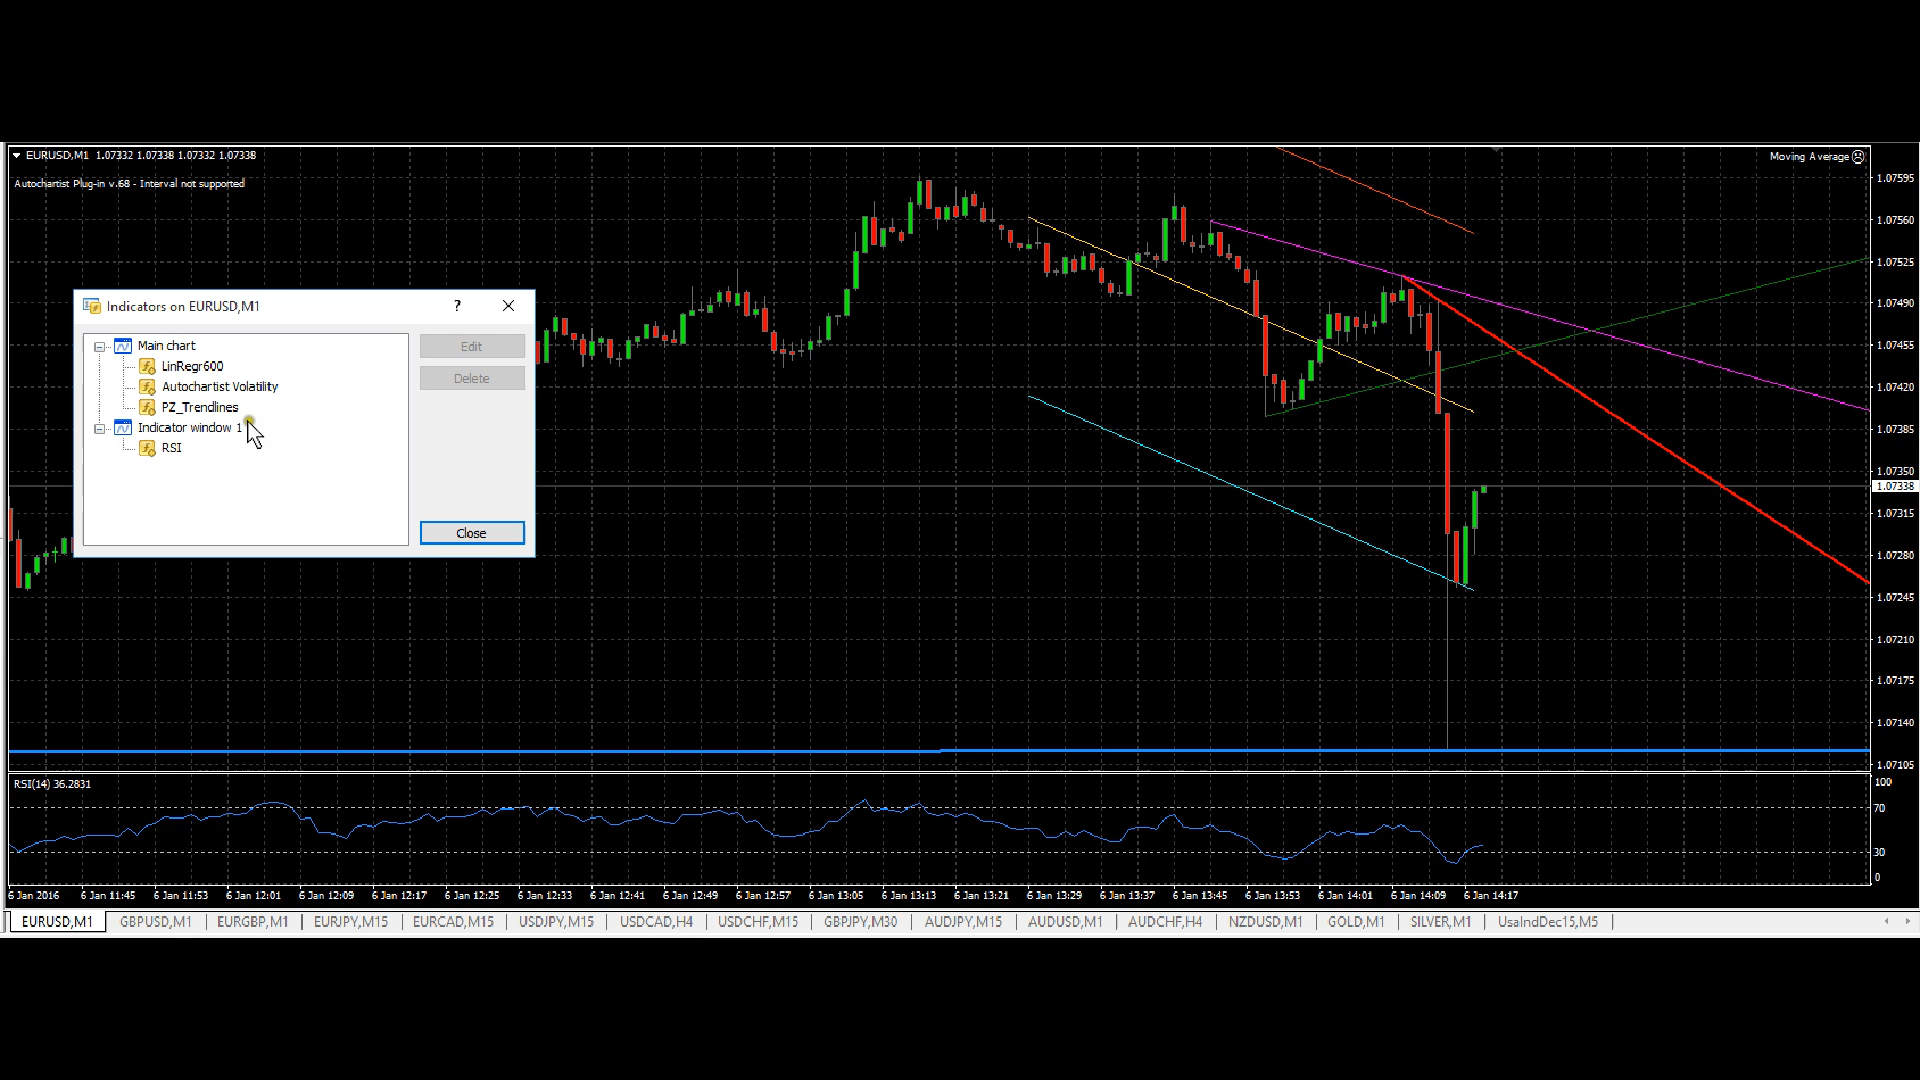 EURUSD,M1 1.07332 1.07338 1.07332 1.07338
Moving Average
Autochartist Plug-in v.68 - Interval not supported
1.07595
1.07560
1.07525
1.07490
1.07455
1.07420
1.07385
1.07350
1.07338
1.07315
1.07280
1.07245
1.07210
1.07175
1.07140
1.07105
Indicators on EURUSD,M1
?
Main chart
LinRegr600
Autochartist Volatility
PZ_Trendlines
Indicator window 1
RSI
Edit
Delete
Close
RSI(14) 36.2831
100
70
30
0
6 Jan 2016 6 Jan 11:45 6 Jan 11:53 6 Jan 12:01 6 Jan 12:09 6 Jan 12:17 6 Jan 12:25 6 Jan 12:33 6 Jan 12:41 6 Jan 12:49 6 Jan 12:57 6 Jan 13:05 6 Jan 13:13 6 Jan 13:21 6 Jan 13:29 6 Jan 13:37 6 Jan 13:45 6 Jan 13:53 6 Jan 14:01 6 Jan 14:09 6 Jan 14:17
EURUSD,M1 GBPUSD,M1 EURGBP,M1 EURJPY,M15 EURCAD,M15 USDJPY,M15 USDCAD,H4 USDCHF,M15 GBPJPY,M30 AUDJPY,M15 AUDUSD,M1 AUDCHF,H4 NZDUSD,M1 GOLD,M1 SILVER,M1 UsaIndDec15,M5